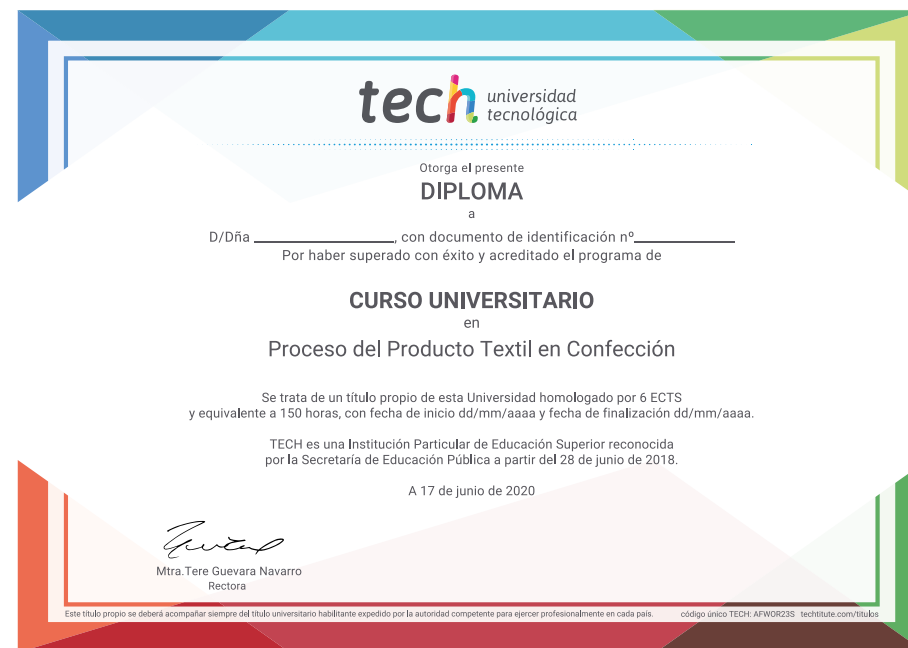 tech universidad
tecnológica
Otorga el presente
DIPLOMA
a
D/Dña ______________, con documento de identificación nº__________
Por haber superado con éxito y acreditado el programa de
CURSO UNIVERSITARIO
en
Proceso del Producto Textil en Confección
Se trata de un título propio de esta Universidad homologado por 6 ECTS
y equivalente a 150 horas, con fecha de inicio dd/mm/aaaa y fecha de finalización dd/mm/aaaa.
TECH es una Institución Particular de Educación Superior reconocida
por la Secretaría de Educación Pública a partir del 28 de junio de 2018.
A 17 de junio de 2020
Mtra.Tere Guevara Navarro
Rectora
Este título propio se deberá acompañar siempre del título universitario habilitante expedido por la autoridad competente para ejercer profesionalmente en cada país. código único TECH: AFWOR23S techtitute.com/titulos